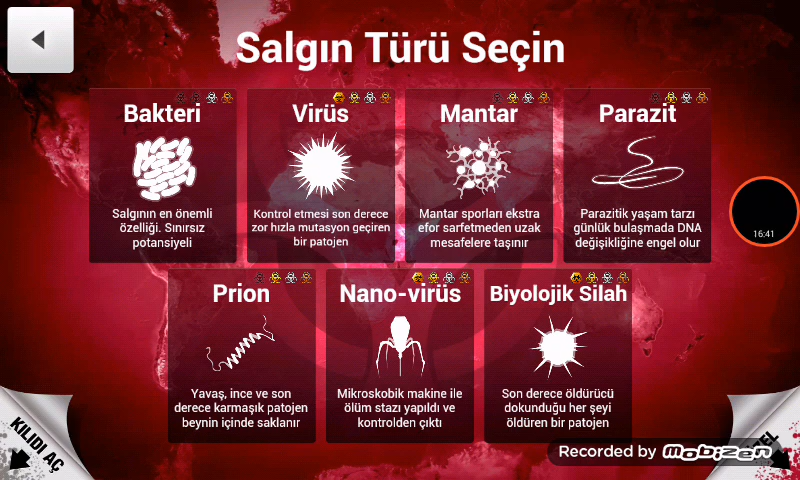 Salgın Türü Seçin
Bakteri
Salgının en önemli
özelliği. Sınırsız
potansiyeli
Virüs
Kontrol etmesi son derece
zor hızla mutasyon geçiren
bir patojen
Mantar
Mantar sporları ekstra
efor sarfetmeden uzak
mesafelere taşınır
Parazit
Parazitik yaşam tarzı
günlük bulaşmada DNA
değişikliğine engel olur
16:41
Prion
Yavaş, ince ve son
derece karmaşık patojen
beynin içinde saklanır
Nano-virüs
Mikroskobik makine ile
ölüm stazı yapıldı ve
kontrolden çıktı
Biyolojik Silah
Son derece öldürücü
dokunduğu her şeyi
öldüren bir patojen
KILIDI AÇ
Recorded by Mobizen